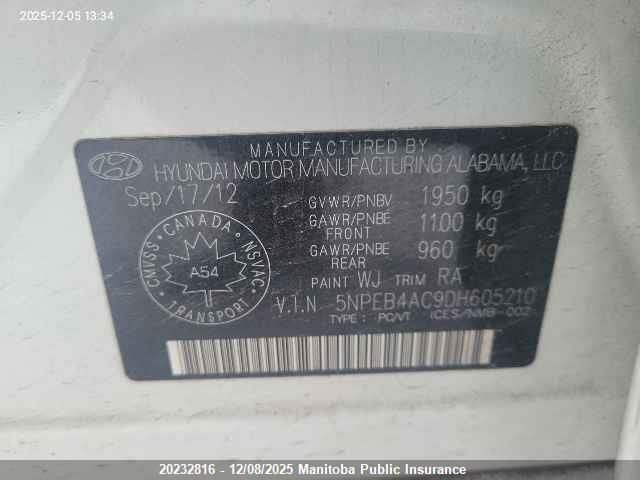 2025-12-05 13:34
MANUFACTURED BY
HYUNDAI MOTOR MANUFACTURING ALABAMA, LLC
Sep/17/12
GVWR/PNBV 1950 kg
GAWR/PNBE FRONT 1100 kg
GAWR/PNBE REAR 960 kg
CANADA
CMVSS
NSVAC
A54
TRANSPORT
PAINT WJ TRIM RA
V.I.N 5NPEB4AC9DH605210
TYPE : PC/VT ICES/NMB-002
20232816 - 12/08/2025 Manitoba Public Insurance